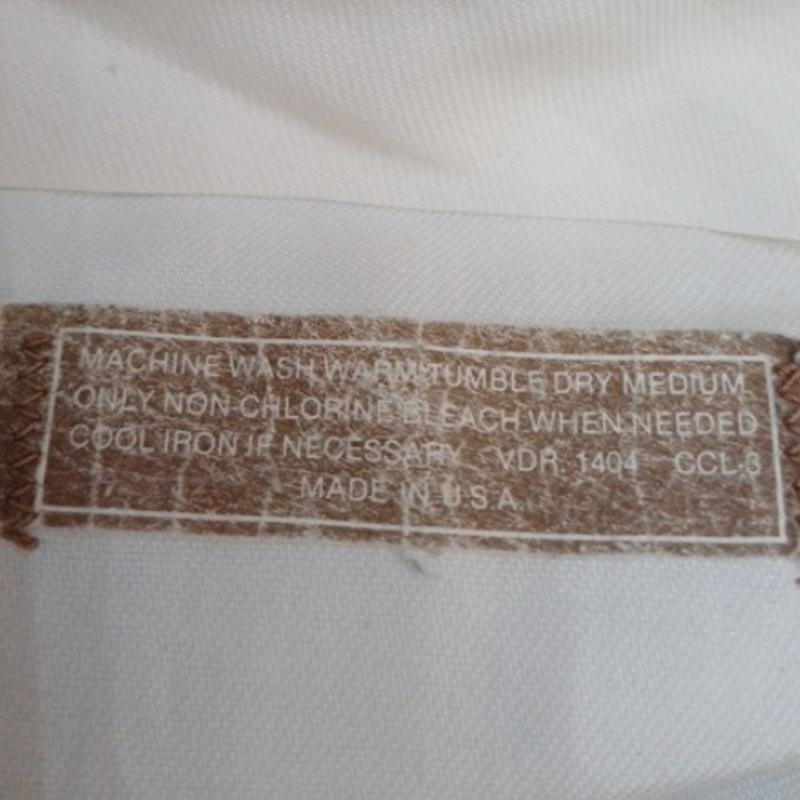 MACHINE WASH WARM, TUMBLE DRY MEDIUM
ONLY NON-CHLORINE BLEACH WHEN NEEDED
COOL IRON IF NECESSARY VDR. 1404 CCL-3
MADE IN U.S.A.